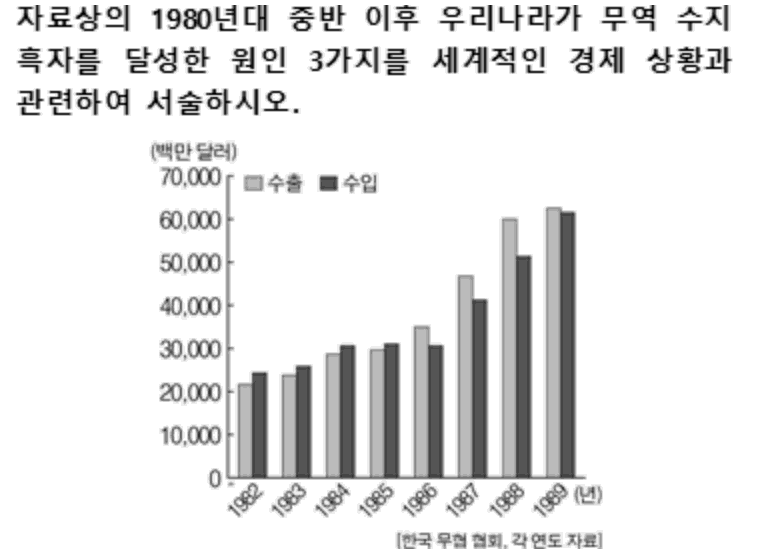 자료상의 1980년대 중반 이후 우리나라가 무역 수지
흑자를 달성한 원인 3가지를 세계적인 경제 상황과
관련하여 서술하시오.
(백만 달러)
70,000
수출 수입
60,000
50,000
40,000
30,000
20,000
10,000
0
1982 1983 1984 1985 1986 1987 1988 1989 (년)
[한국 무협 협회, 각 연도 자료]